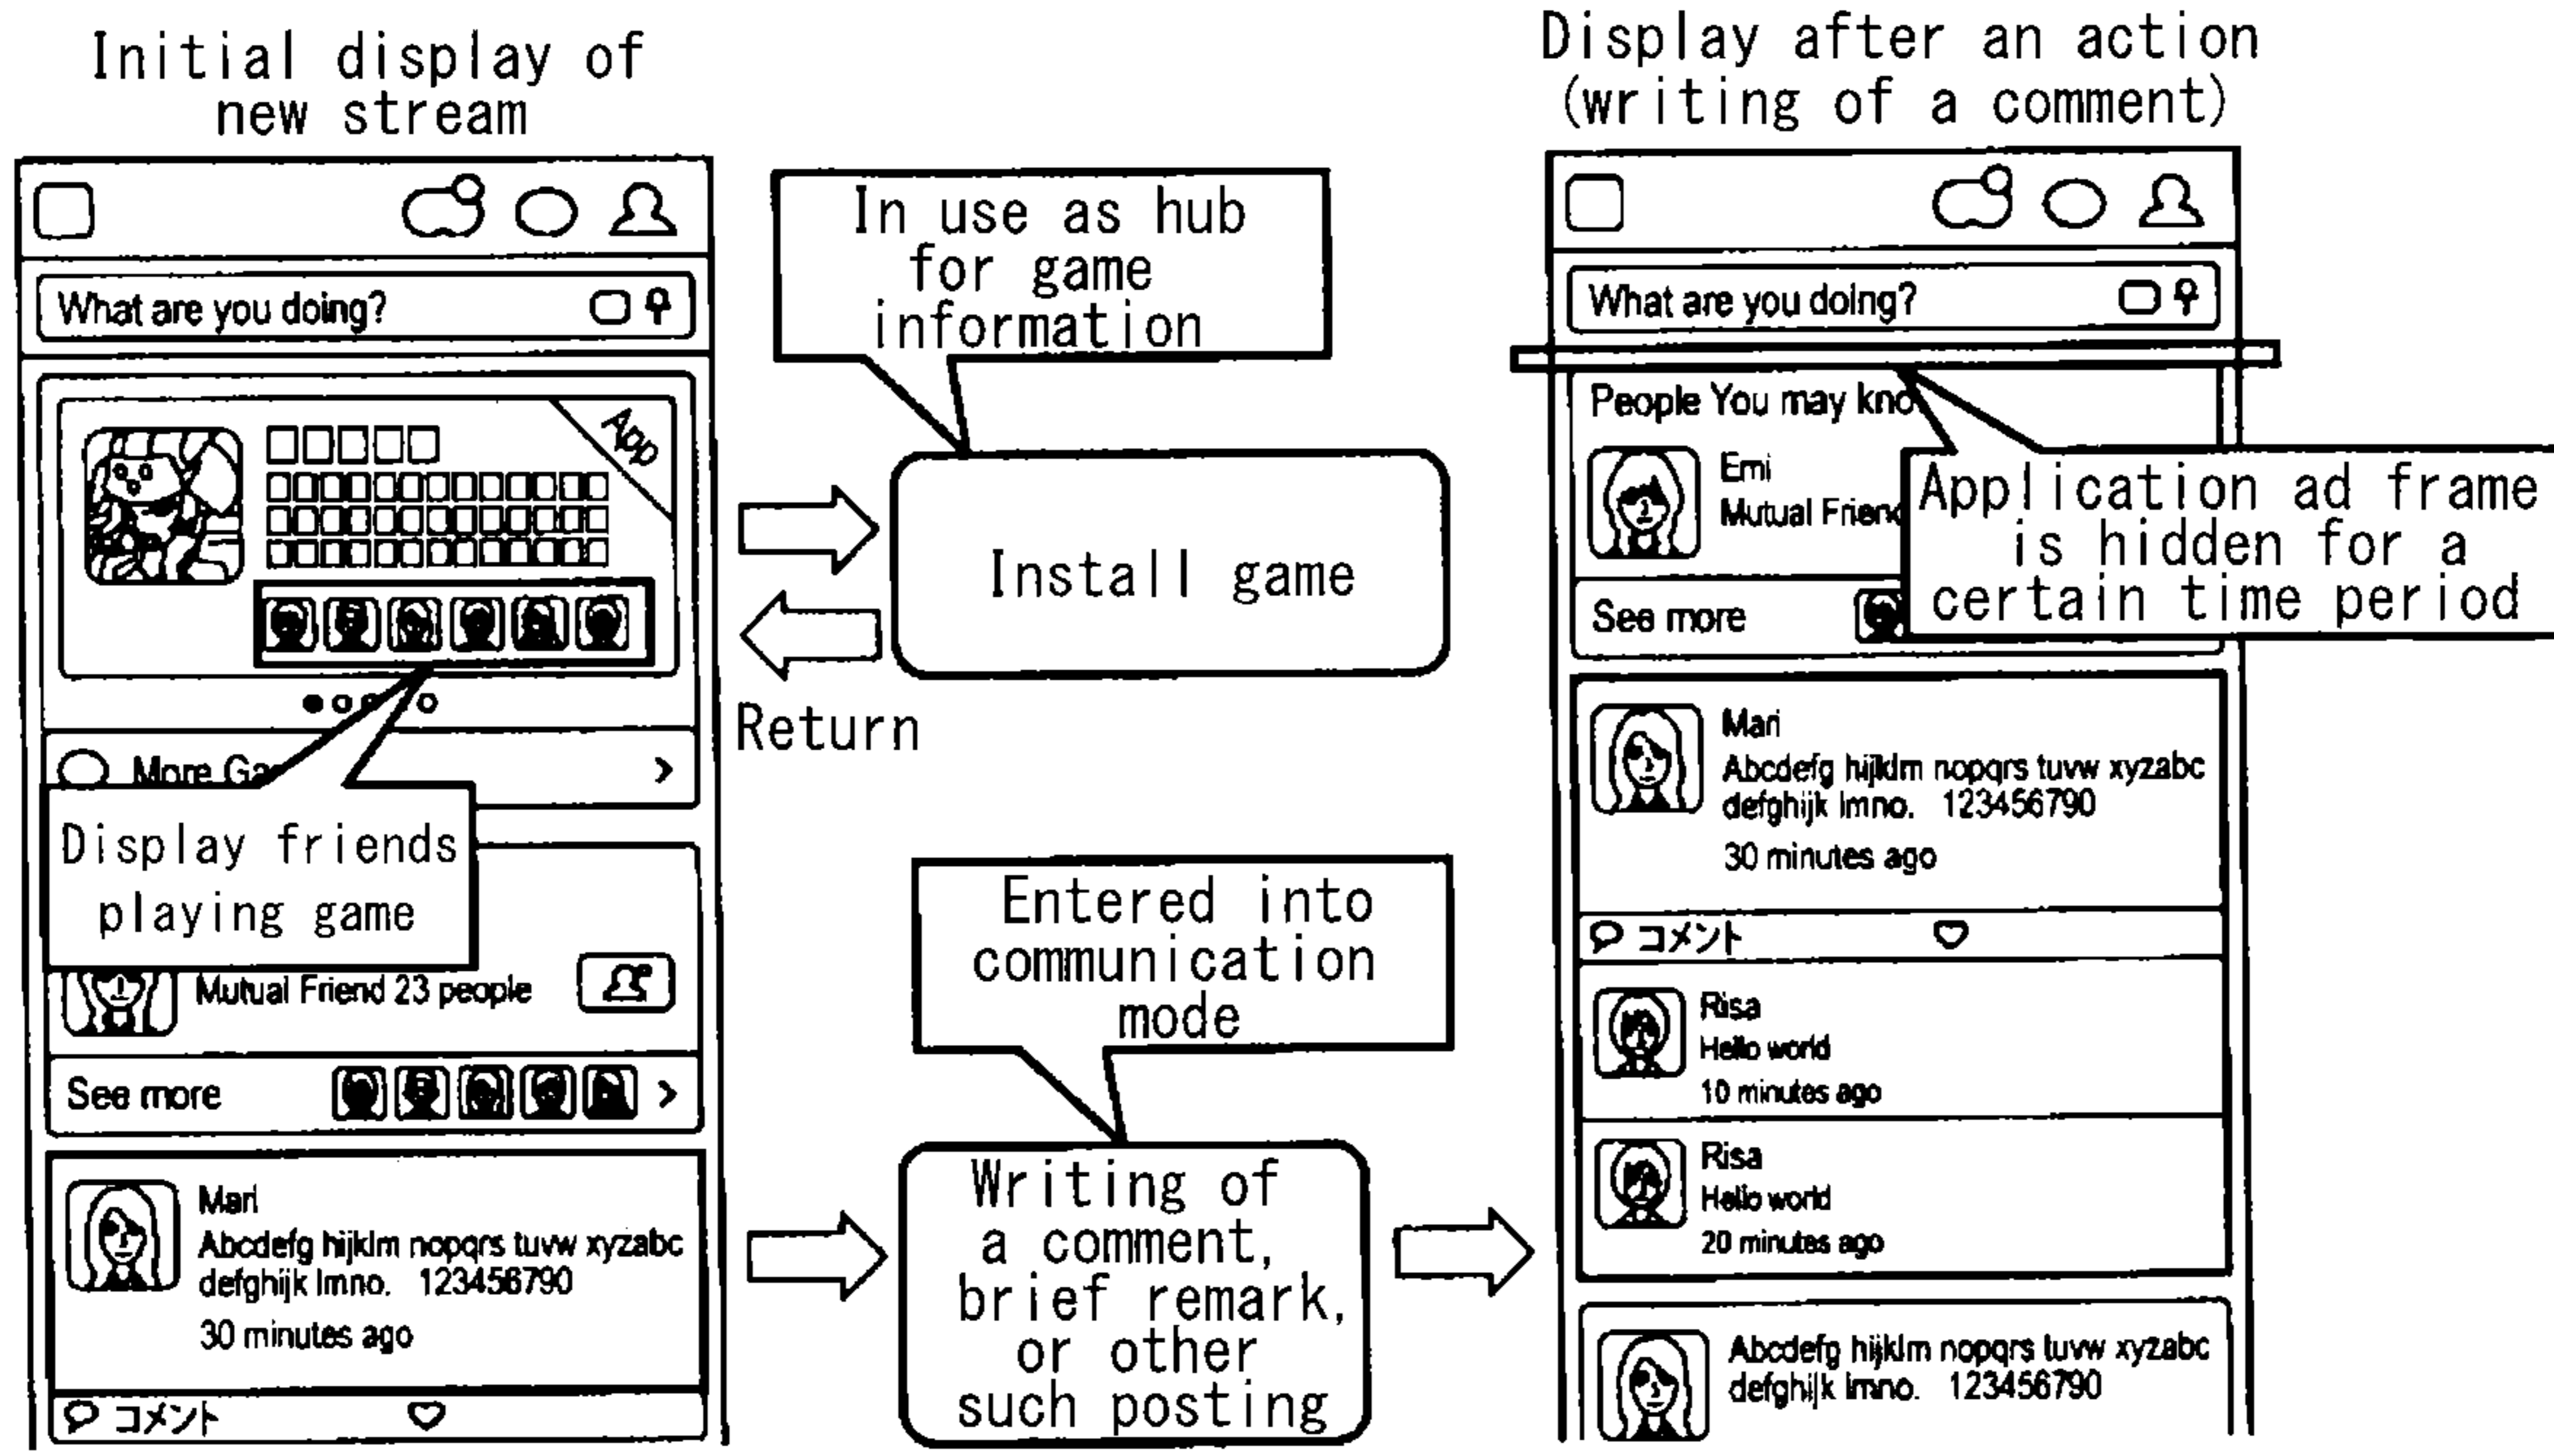 Initial display of
new stream
What are you doing?
App
More Ga
Display friends
playing game
Mutual Friend 23 people
See more
Mari
Abcdefg hijklm nopqrs tuvw xyzabc
defghijk lmno. 123456790
30 minutes ago
コメント
In use as hub
for game
information
Install game
Return
Entered into
communication
mode
Writing of
a comment,
brief remark,
or other
such posting
Display after an action
(writing of a comment)
What are you doing?
People You may kno
Emi
Mutual Friend
Application ad frame
is hidden for a
certain time period
See more
Mari
Abcdefg hijklm nopqrs tuvw xyzabc
defghijk lmno. 123456790
30 minutes ago
コメント
Risa
Hello world
10 minutes ago
Risa
Hello world
20 minutes ago
Abcdefg hijklm nopqrs tuvw xyzabc
defghijk lmno. 123456790